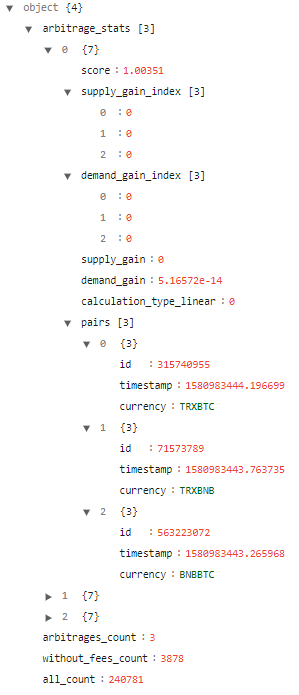 object {4}
arbitrage_stats [3]
0 {7}
score : 1.00351
supply_gain_index [3]
0 : 0
1 : 0
2 : 0
demand_gain_index [3]
0 : 0
1 : 0
2 : 0
supply_gain : 0
demand_gain : 5.16572e-14
calculation_type_linear : 0
pairs [3]
0 {3}
id : 315740955
timestamp : 1580983444.196699
currency : TRXBTC
1 {3}
id : 71573789
timestamp : 1580983443.763735
currency : TRXBNB
2 {3}
id : 563223072
timestamp : 1580983443.265968
currency : BNBBTC
1 {7}
2 {7}
arbitrages_count : 3
without_fees_count : 3878
all_count : 240781